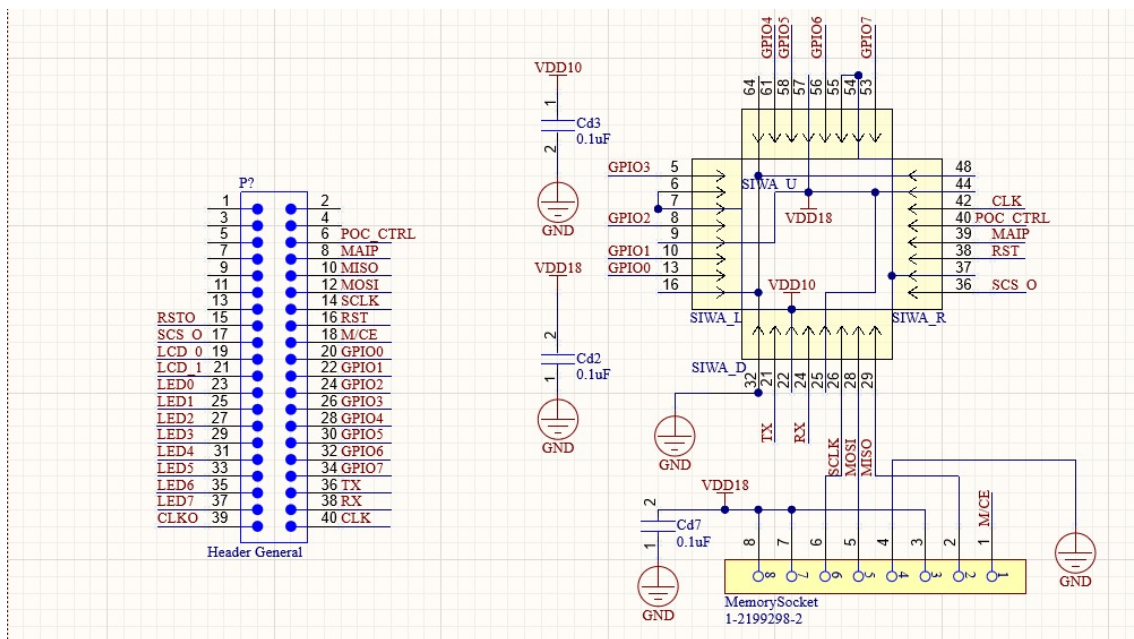 P?
1 2
3 4
5 6 POC_CTRL
7 8 MAIP
9 10 MISO
11 12 MOSI
13 14 SCLK
RSTO 15 16 RST
SCS_O 17 18 M/CE
LCD_0 19 20 GPIO0
LCD_1 21 22 GPIO1
LED0 23 24 GPIO2
LED1 25 26 GPIO3
LED2 27 28 GPIO4
LED3 29 30 GPIO5
LED4 31 32 GPIO6
LED5 33 34 GPIO7
LED6 35 36 TX
LED7 37 38 RX
CLKO 39 40 CLK
Header General
VDD10
1
Cd3
0.1uF
2
GND
VDD18
2
Cd2
0.1uF
1
GND
GPIO4 GPIO5 GPIO6 GPIO7
64 61 58 57 56 55 54 53
GPIO3 5
6
7
GPIO2 8
9
GPIO1 10
GPIO0 13
16
SIWA_U
VDD18
VDD10
48
44
42 CLK
40 POC_CTRL
39 MAIP
38 RST
37
36 SCS_O
SIWA_L
SIWA_R
SIWA_D
32 21 22 24 25 26 28 29
GND
TX RX SCLK MOSI MISO
VDD18
2
Cd7
0.1uF
1
GND
M/CE
8 7 6 5 4 3 2 1
8 7 6 5 4 3 2 1
GND
MemorySocket
1-2199298-2